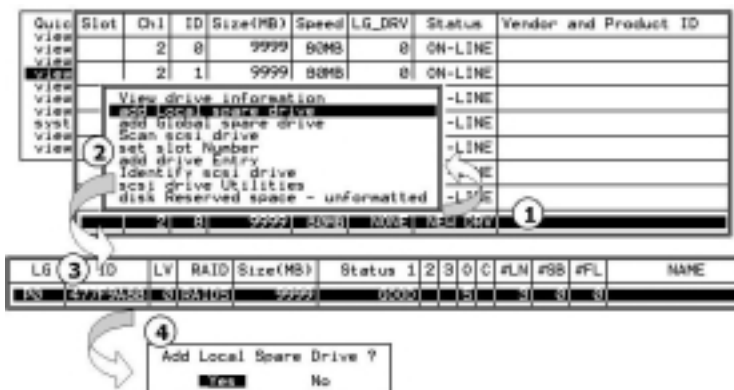 Quic Slot Chl ID Size(MB) Speed LG_DRV Status Vendor and Product ID
view
view 2 0 9999 80MB 0 ON-LINE
view
view 2 1 9999 80MB 0 ON-LINE
view
view
view
syst
view
view
View drive information
add Local spare drive
add Global spare drive
Scan scsi drive
set slot Number
add drive Entry
Identify scsi drive
scsi drive Utilities
disk Reserved space - unformatted
-LINE
-LINE
-LINE
-LINE
2
1
2 8 9999 80MB NONE NEW DRV
3
LG ID LV RAID Size(MB) Status 1 2 3 O C #LN #SB #FL NAME
P0 0 RAID5 9999 GOOD S 3 0 0
4
Add Local Spare Drive ?
Yes No